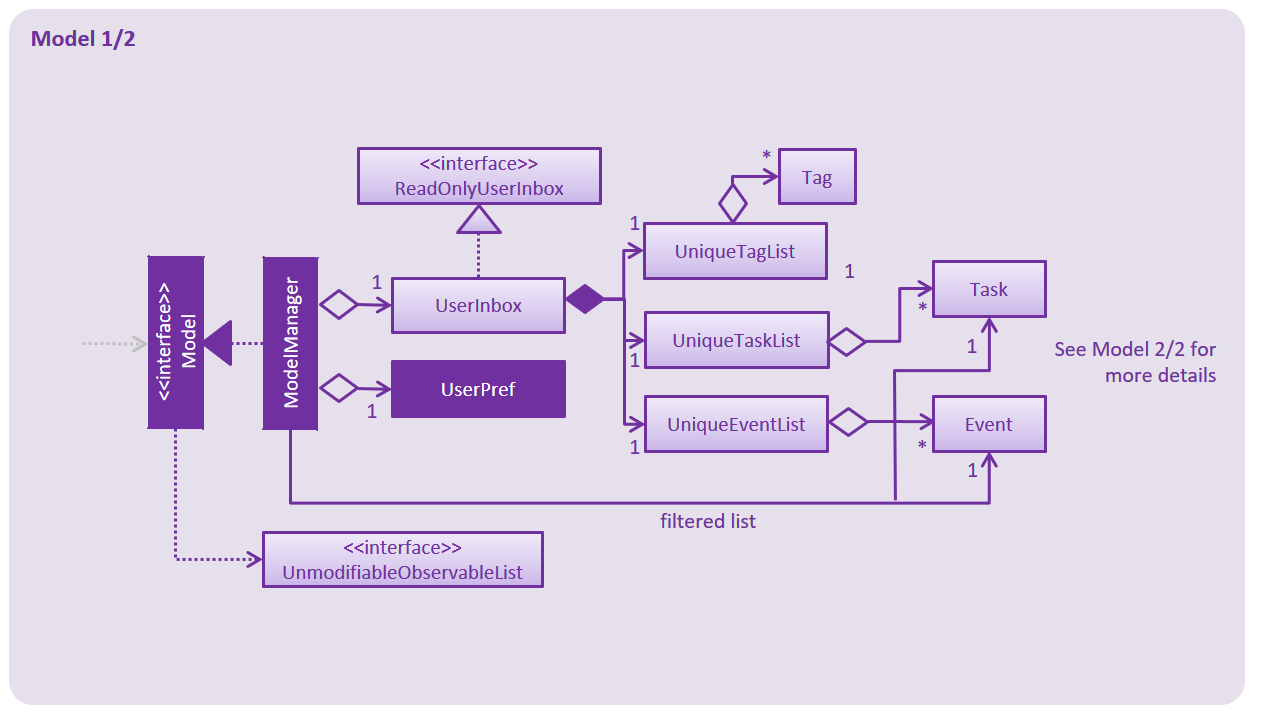 Model 1/2
<<interface>>
ReadOnlyUserInbox
*
Tag
1
UniqueTagList
1
<<interface>>
Model
ModelManager
1
UserInbox
Task
*
1
UniqueTaskList
1
1
See Model 2/2 for
more details
UserPref
1
UniqueEventList
1
Event
*
1
filtered list
<<interface>>
UnmodifiableObservableList